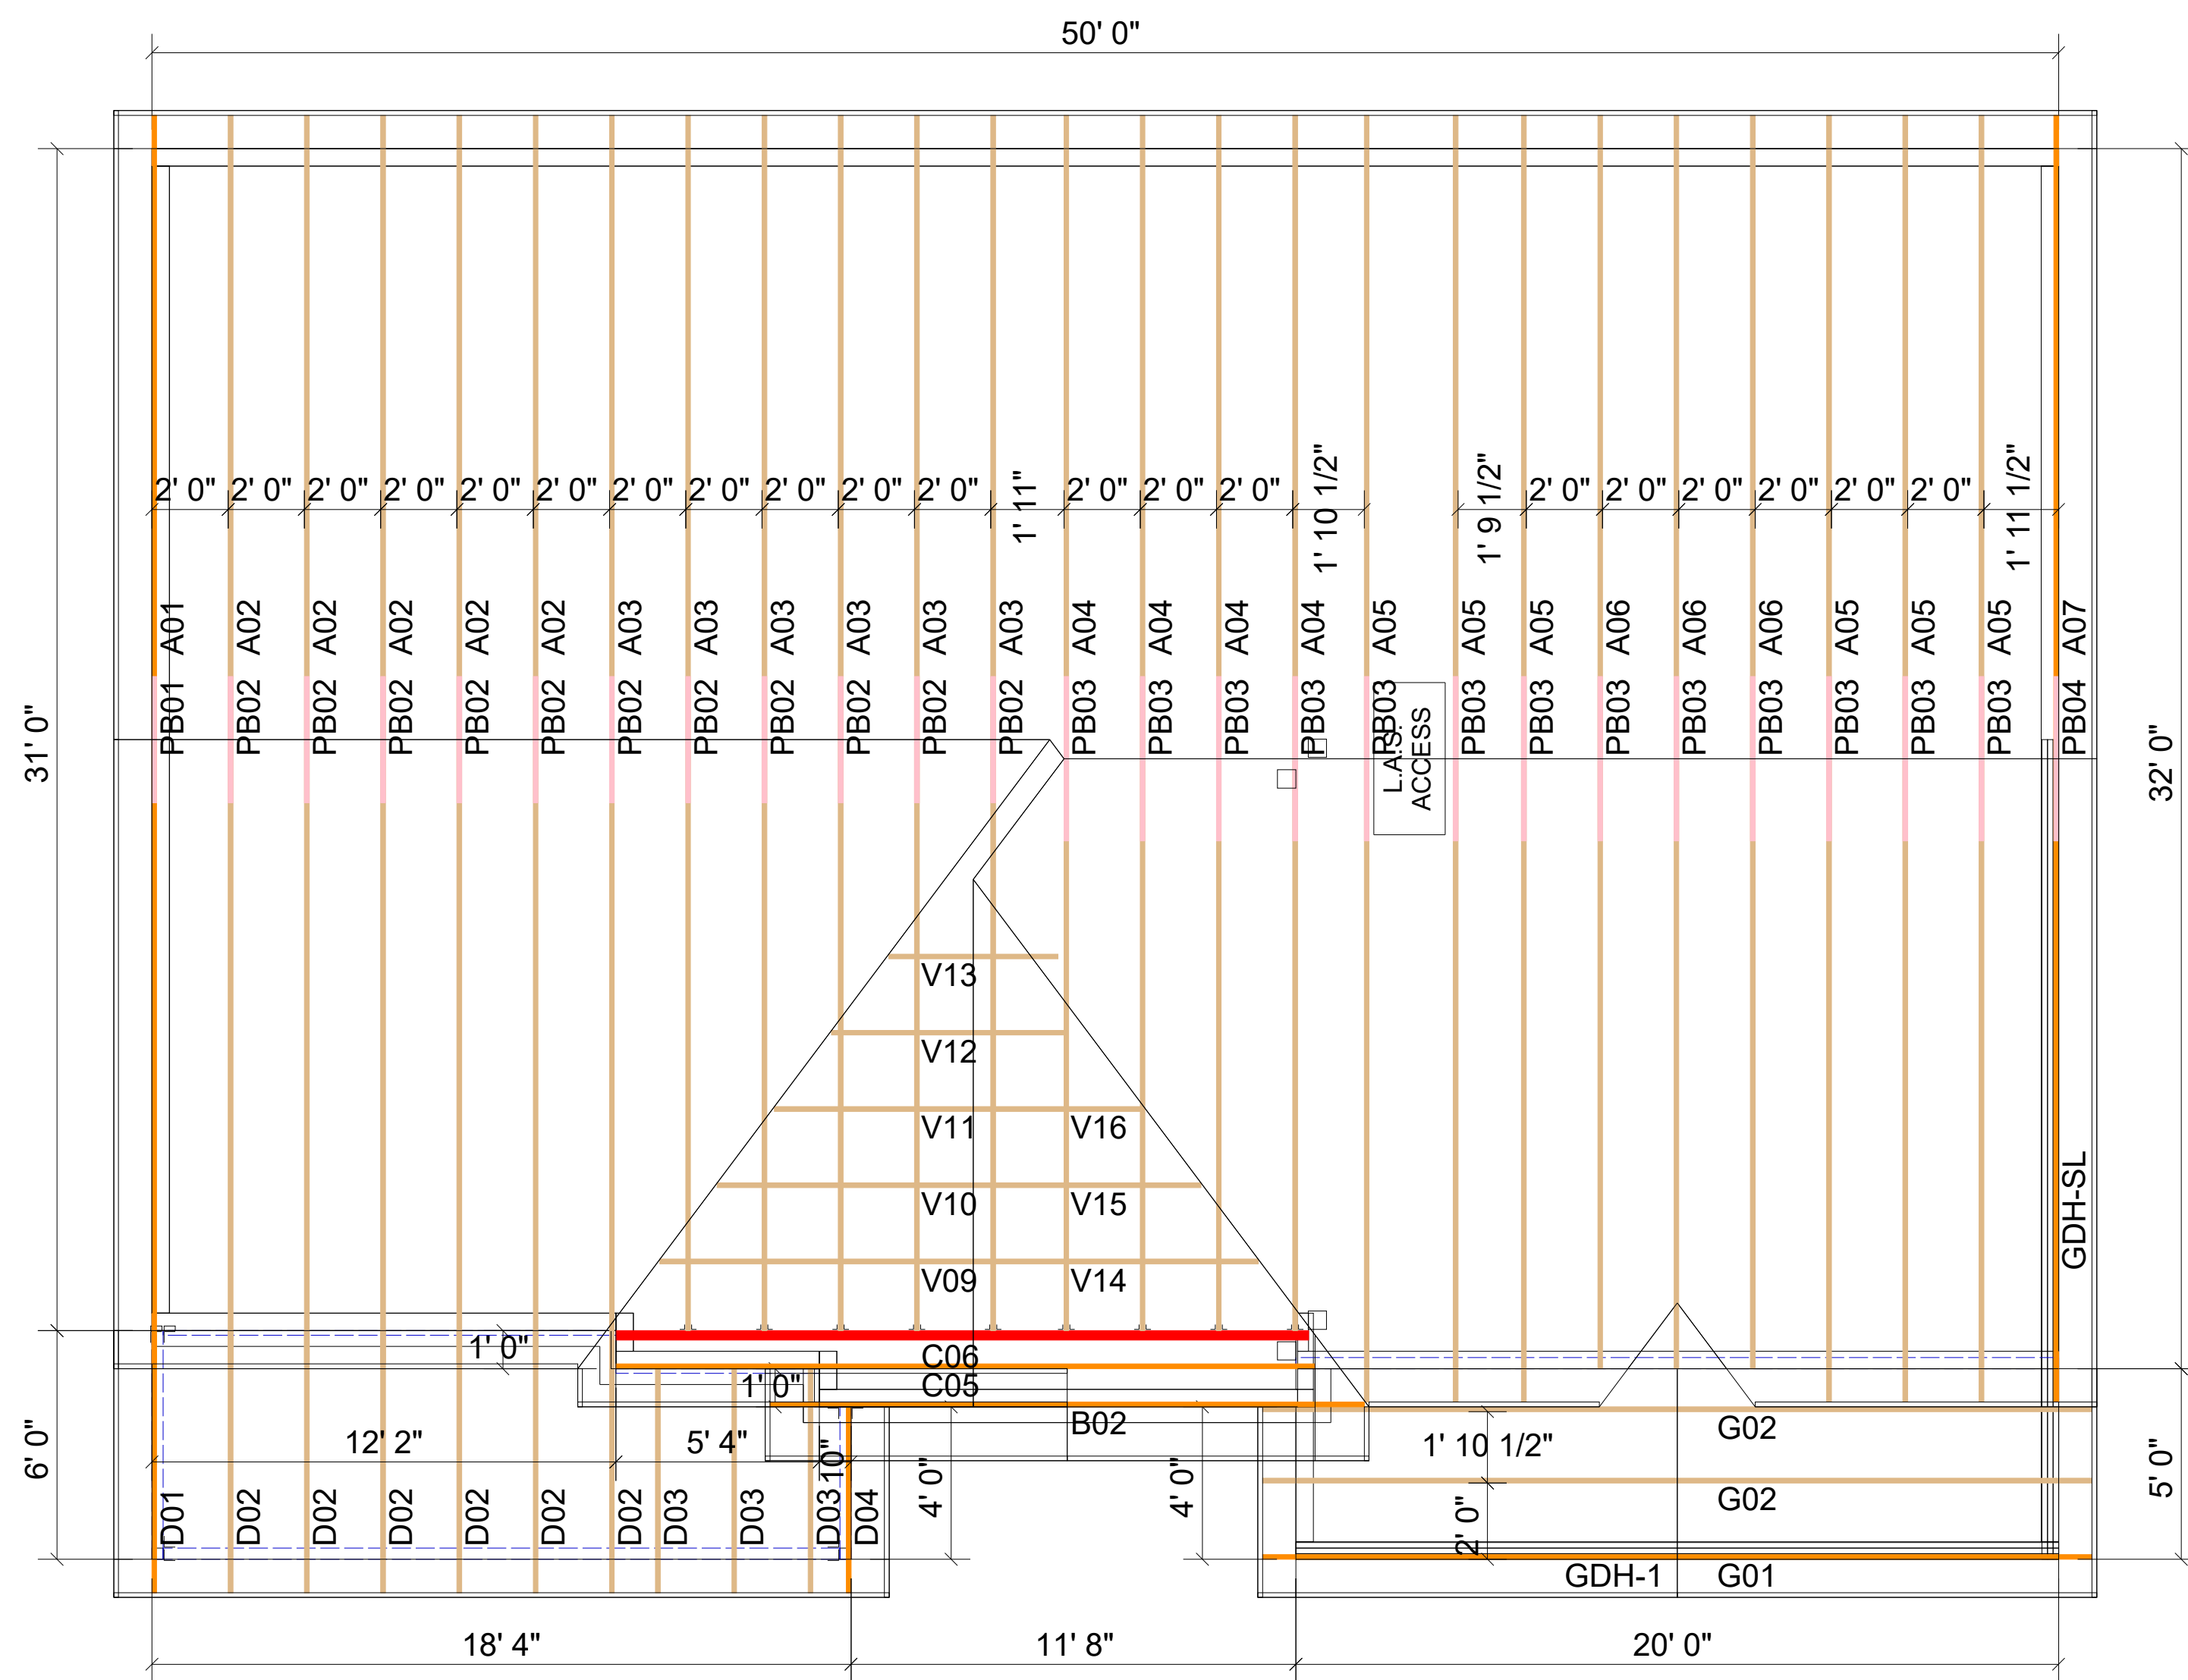 50' 0"
2' 0" 2' 0" 2' 0" 2' 0" 2' 0" 2' 0" 2' 0" 2' 0" 2' 0" 2' 0" 2' 0" 1' 11" 2' 0" 2' 0" 2' 0" 1' 10 1/2" 1' 9 1/2" 2' 0" 2' 0" 2' 0" 2' 0" 2' 0" 2' 0" 1' 11 1/2"
A01 A02 A02 A02 A02 A02 A03 A03 A03 A03 A03 A03 A04 A04 A04 A04 A05 A05 A05 A06 A06 A06 A05 A05 A05 A07
PB01 PB02 PB02 PB02 PB02 PB02 PB02 PB02 PB02 PB02 PB02 PB02 PB03 PB03 PB03 PB03 PB03 PB03 PB03 PB03 PB03 PB03 PB03 PB03 PB03 PB04
31' 0"
L.A.S.
ACCESS
32' 0"
V13
V12
V11 V16
V10 V15
V09 V14
GDH-SL
1' 0"
C06
1' 0"
C05
B02
G02
12' 2"
5' 4"
10"
1' 10 1/2"
6' 0"
4' 0"
4' 0"
5' 0"
G02
2' 0"
D01 D02 D02 D02 D02 D02 D02 D03 D03 D03 D04
GDH-1 G01
18' 4" 11' 8" 20' 0"